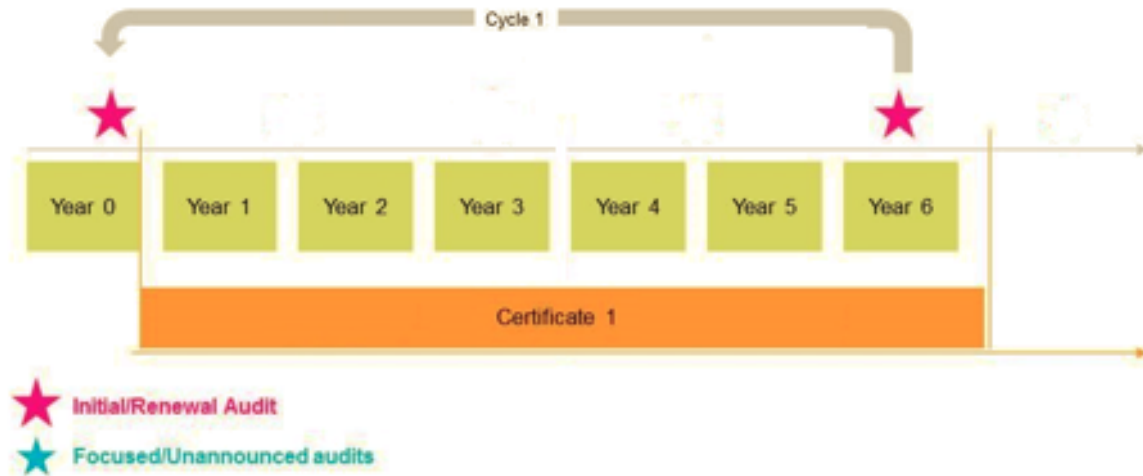 Cycle 1
Year 0 Year 1 Year 2 Year 3 Year 4 Year 5 Year 6
Certificate 1
Initial/Renewal Audit
Focused/Unannounced audits